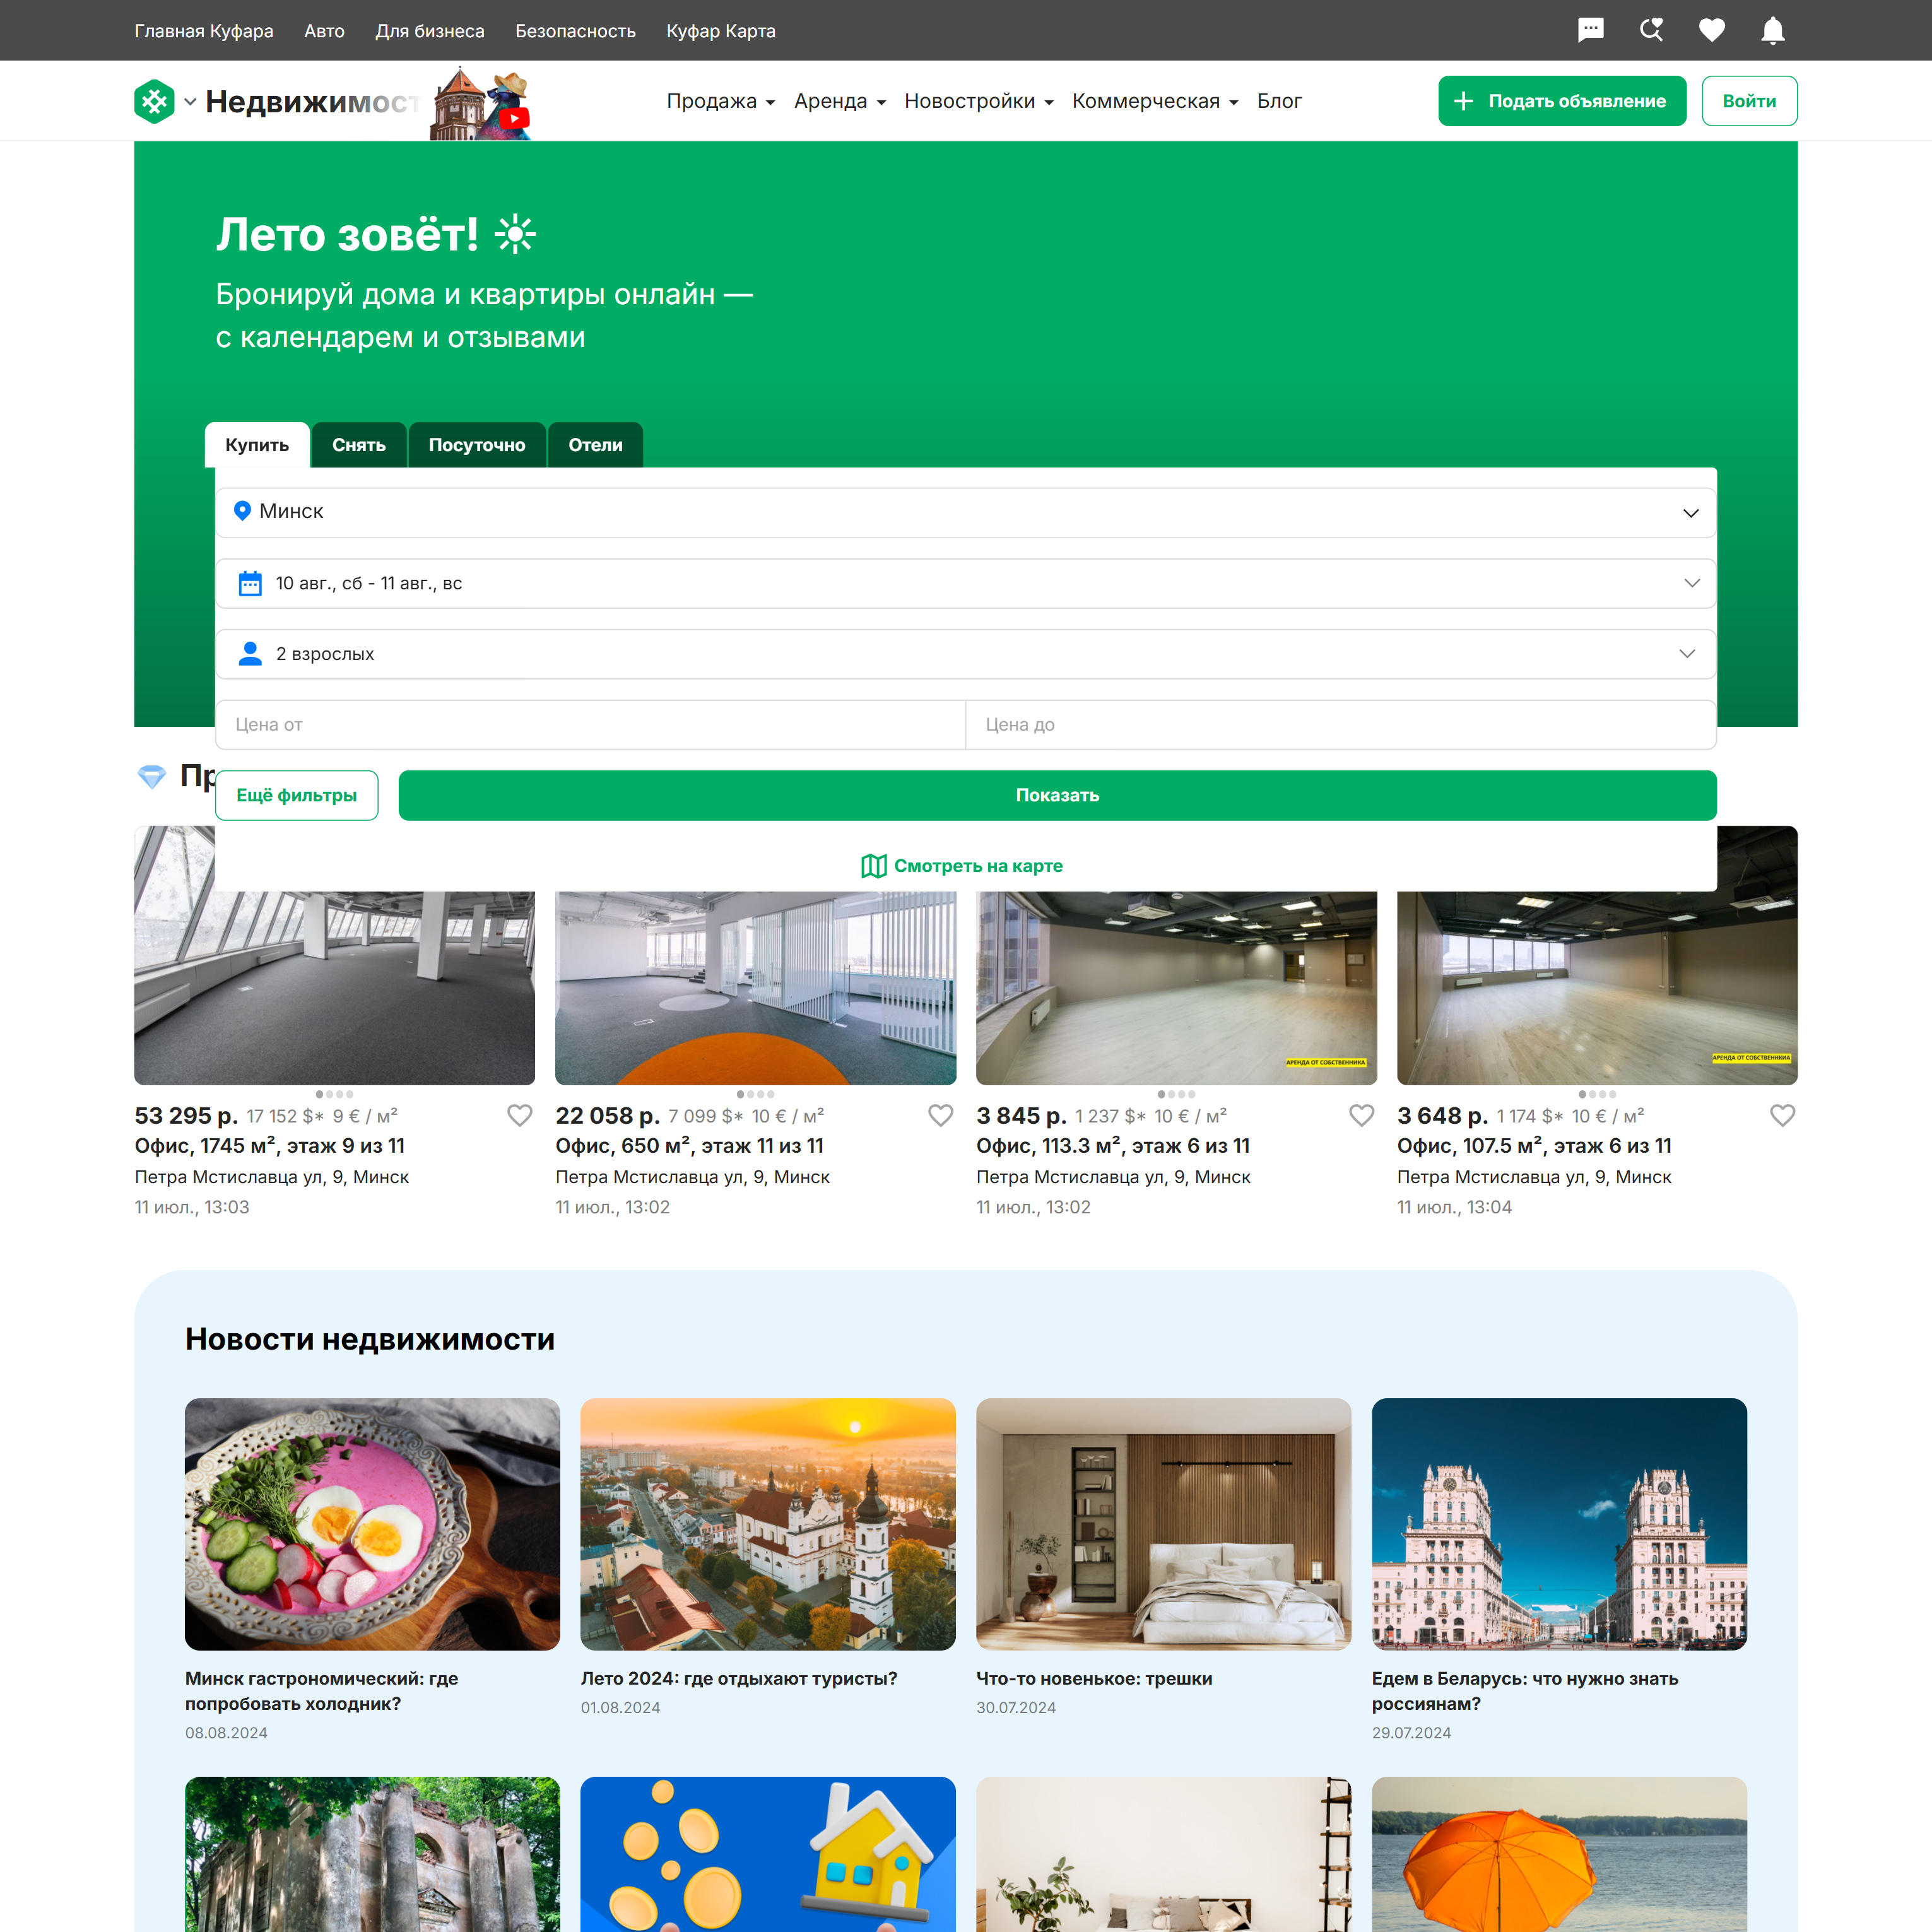 Главная Куфара Авто Для бизнеса Безопасность Куфар Карта
Недвижимост Продажа Аренда Новостройки Коммерческая Блог Подать объявление Войти
Лето зовёт! ☀
Бронируй дома и квартиры онлайн —
с календарем и отзывами
Купить Снять Посуточно Отели
Минск
10 авг., сб - 11 авг., вс
2 взрослых
Цена от Цена до
Ещё фильтры Показать
Смотреть на карте
АРЕНДА ОТ СОБСТВЕННИКА
АРЕНДА ОТ СОБСТВЕННКИА
53 295 р. 17 152 $* 9 € / м²
Офис, 1745 м², этаж 9 из 11
Петра Мстиславца ул, 9, Минск
11 июл., 13:03
22 058 р. 7 099 $* 10 € / м²
Офис, 650 м², этаж 11 из 11
Петра Мстиславца ул, 9, Минск
11 июл., 13:02
3 845 р. 1 237 $* 10 € / м²
Офис, 113.3 м², этаж 6 из 11
Петра Мстиславца ул, 9, Минск
11 июл., 13:02
3 648 р. 1 174 $* 10 € / м²
Офис, 107.5 м², этаж 6 из 11
Петра Мстиславца ул, 9, Минск
11 июл., 13:04
Новости недвижимости
Минск гастрономический: где
попробовать холодник?
08.08.2024
Лето 2024: где отдыхают туристы?
01.08.2024
Что-то новенькое: трешки
30.07.2024
Едем в Беларусь: что нужно знать
россиянам?
29.07.2024